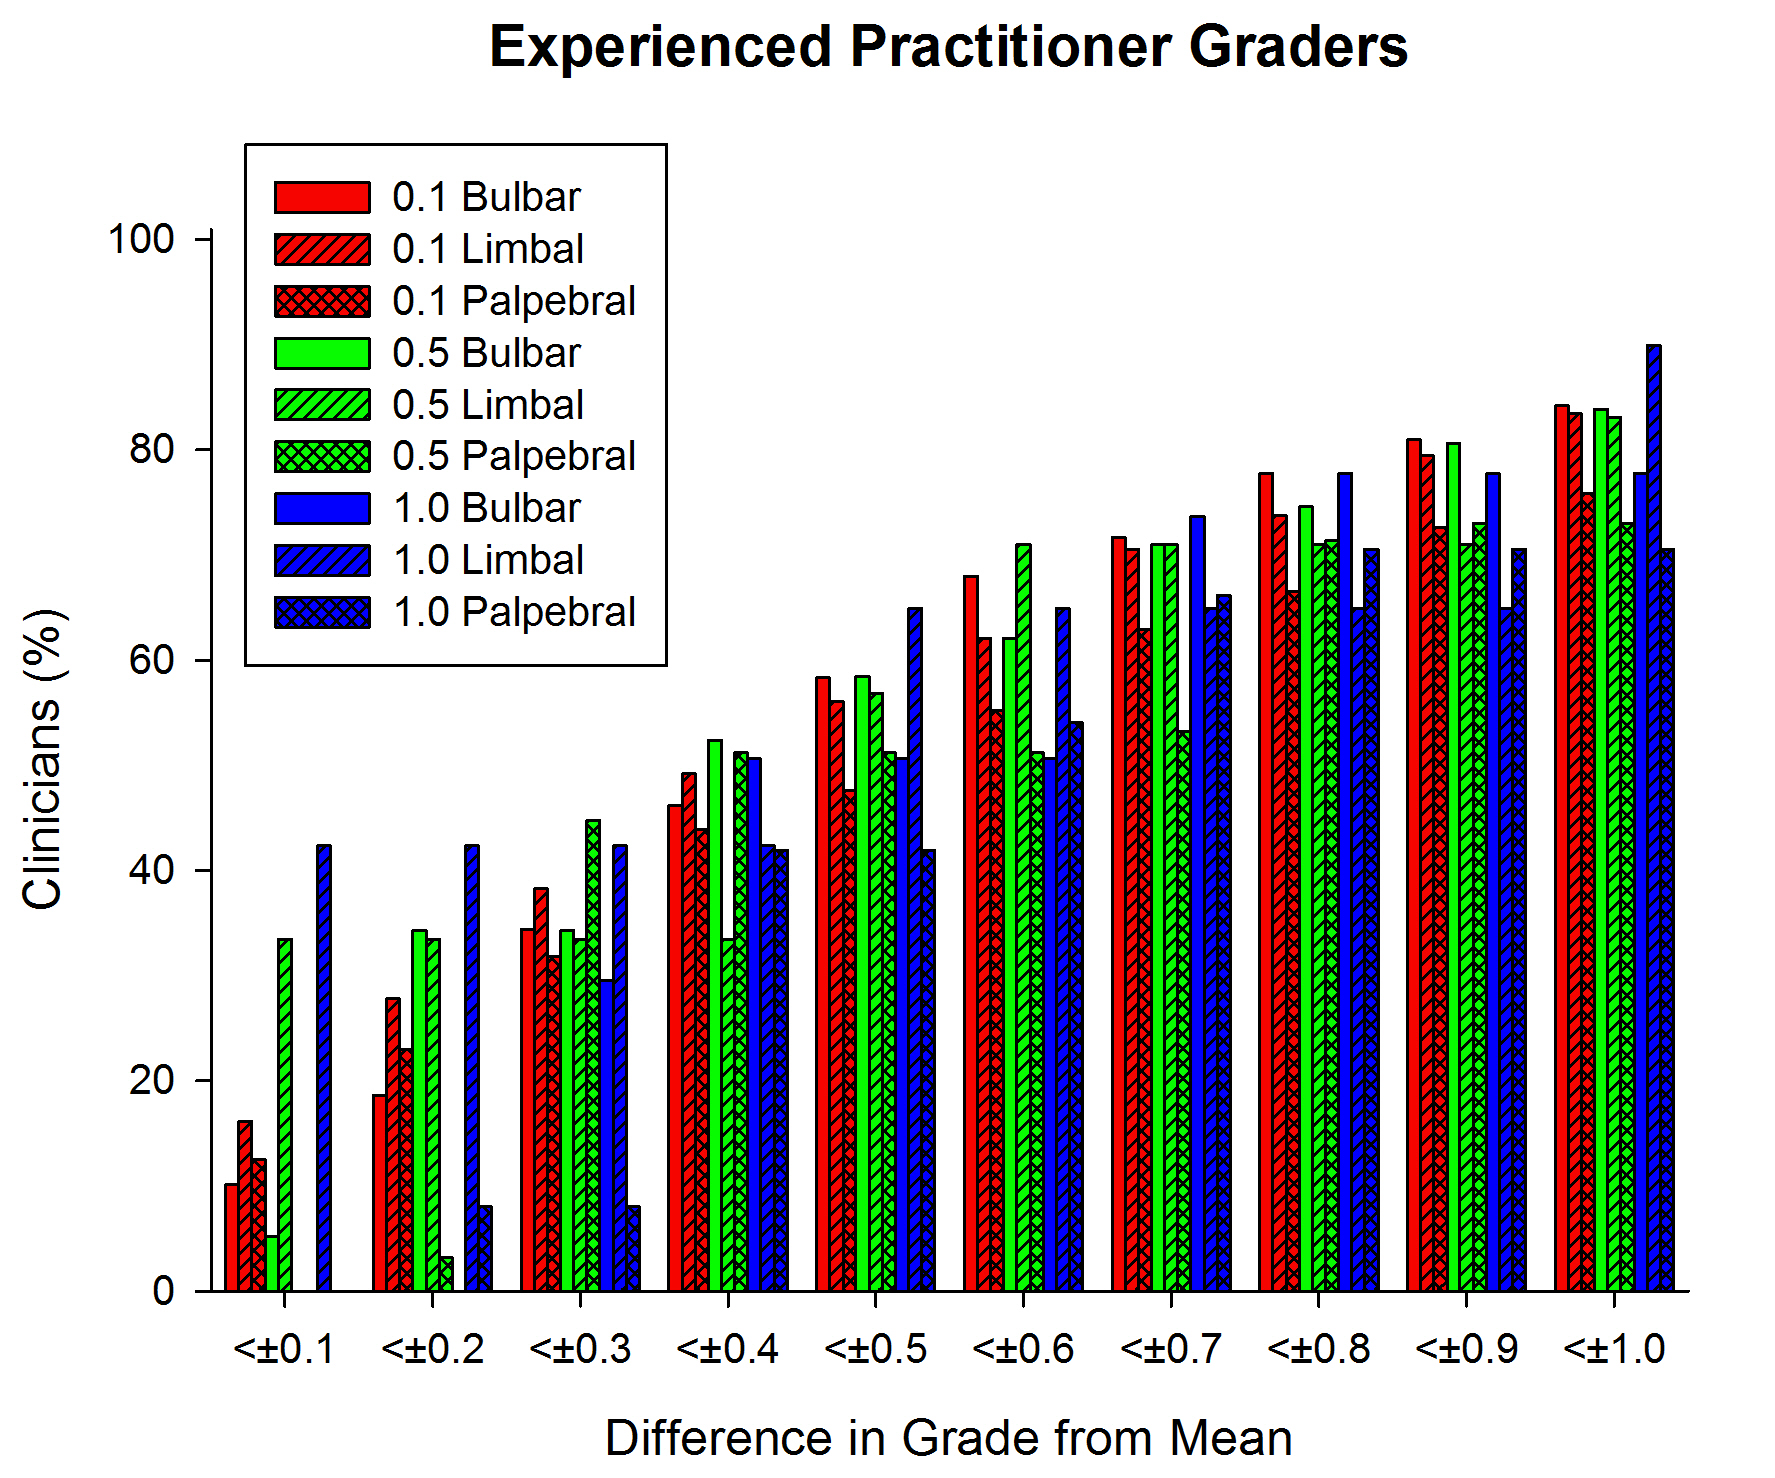 Experienced Practitioner Graders
0.1 Bulbar
0.1 Limbal
0.1 Palpebral
0.5 Bulbar
0.5 Limbal
0.5 Palpebral
1.0 Bulbar
1.0 Limbal
1.0 Palpebral
Clinicians (%)
100
80
60
40
20
0
<±0.1 <±0.2 <±0.3 <±0.4 <±0.5 <±0.6 <±0.7 <±0.8 <±0.9 <±1.0
Difference in Grade from Mean